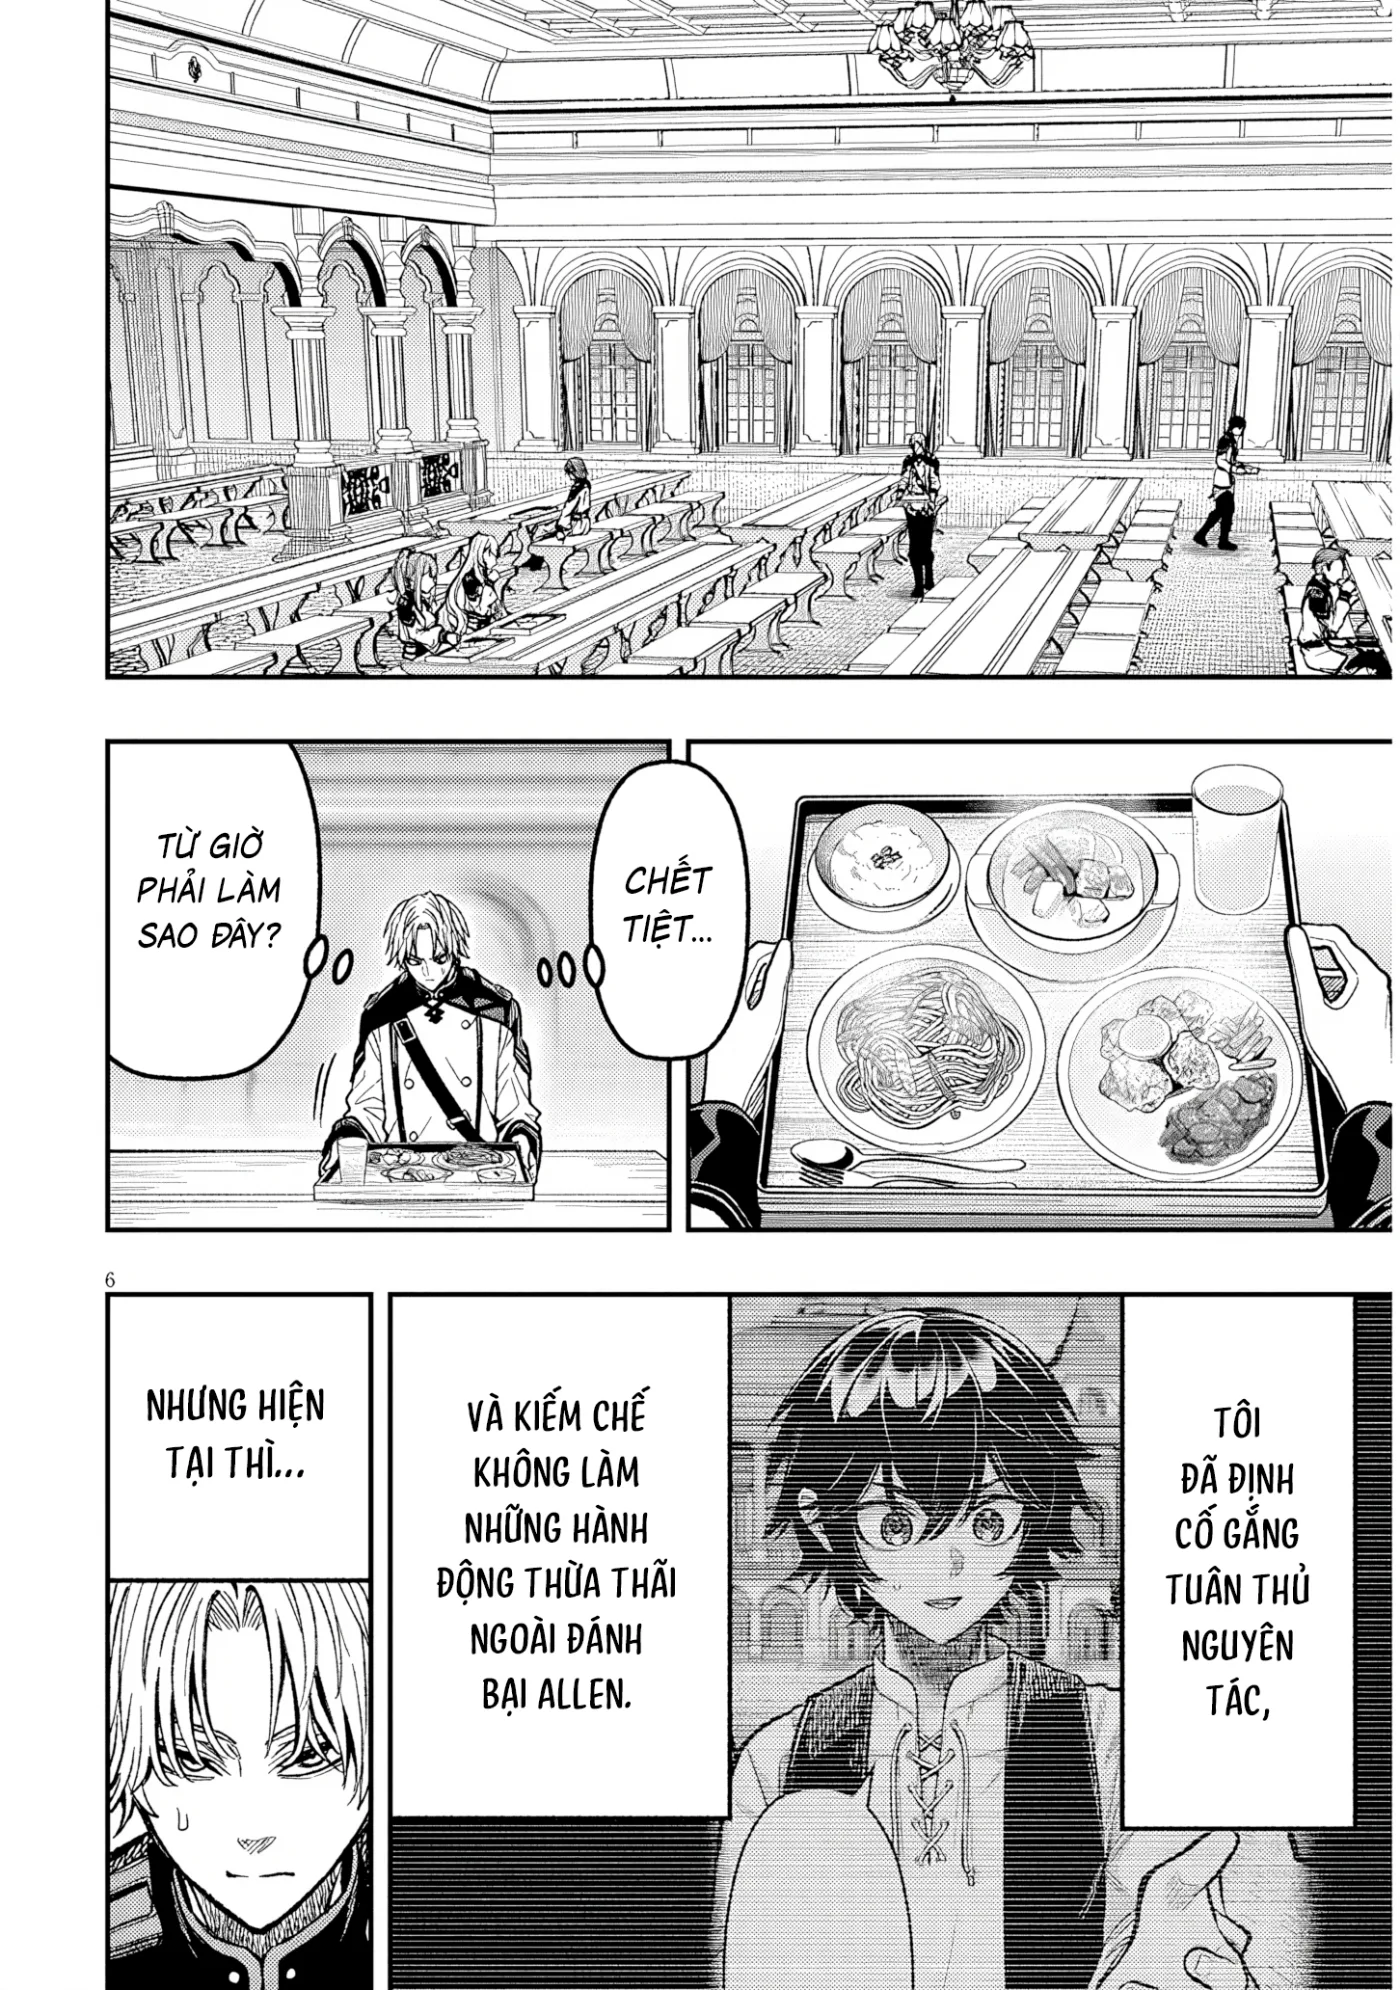 CHẾT
TIỆT...
TỪ GIỜ
PHẢI LÀM
SAO ĐÂY?
6
TÔI
ĐÃ ĐỊNH
CỐ GẮNG
TUÂN THỦ
NGUYÊN
TÁC,
VÀ KIẾM CHẾ
KHÔNG LÀM
NHỮNG HÀNH
ĐỘNG THỪA THÃI
NGOÀI ĐÁNH
BẠI ALLEN.
NHƯNG HIỆN
TẠI THÌ...